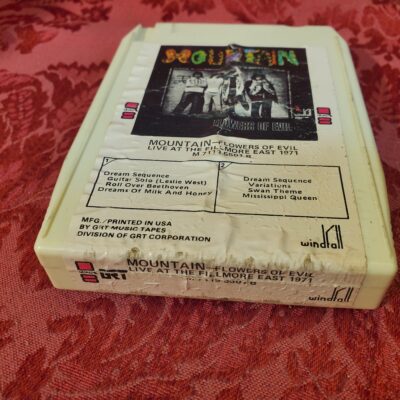 MOUNTAIN
FLOWERS OF EVIL
MOUNTAIN—FLOWERS OF EVIL
LIVE AT THE FILLMORE EAST 1971
1
Dream Sequence
Guitar Solo (Leslie West)
Roll Over Beethoven
Dreams Of Milk And Honey
2
Dream Sequence
Variations
Swan Theme
Mississippi Queen
MFG./PRINTED IN USA
BY GRT MUSIC TAPES
DIVISION OF GRT CORPORATION
windfall
GRT
MOUNTAIN—FLOWERS OF EVIL
LIVE AT THE FILLMORE EAST 1971
windfall